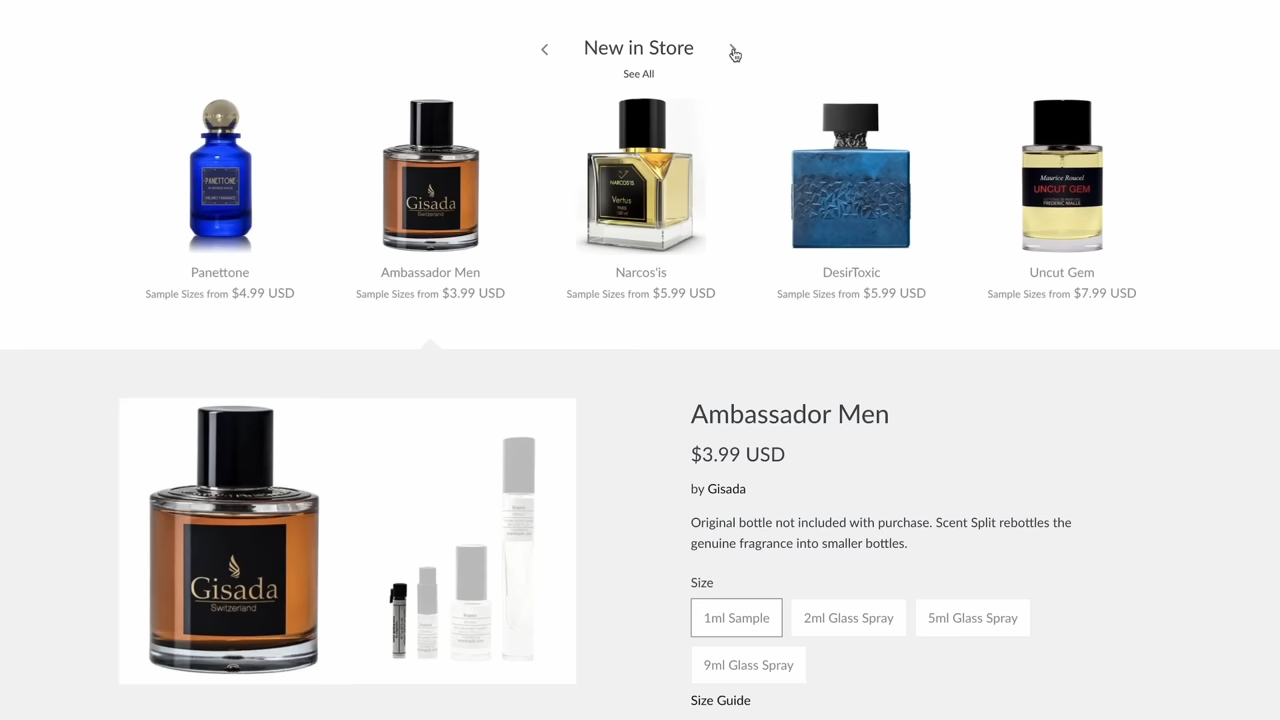 New in Store
See All
PANETTONE
Gisada
Switzerland
NARCOS'IS
Vertus
PARIS
Maurice Roucel
UNCUT GEM
FREDERIC MALLE
Panettone
Ambassador Men
Narcos'is
DesirToxic
Uncut Gem
Sample Sizes from $4.99 USD
Sample Sizes from $3.99 USD
Sample Sizes from $5.99 USD
Sample Sizes from $5.99 USD
Sample Sizes from $7.99 USD
Gisada
Switzerland
Ambassador Men
$3.99 USD
by Gisada
Original bottle not included with purchase. Scent Split rebottles the
genuine fragrance into smaller bottles.
Size
1ml Sample
2ml Glass Spray
5ml Glass Spray
9ml Glass Spray
Size Guide